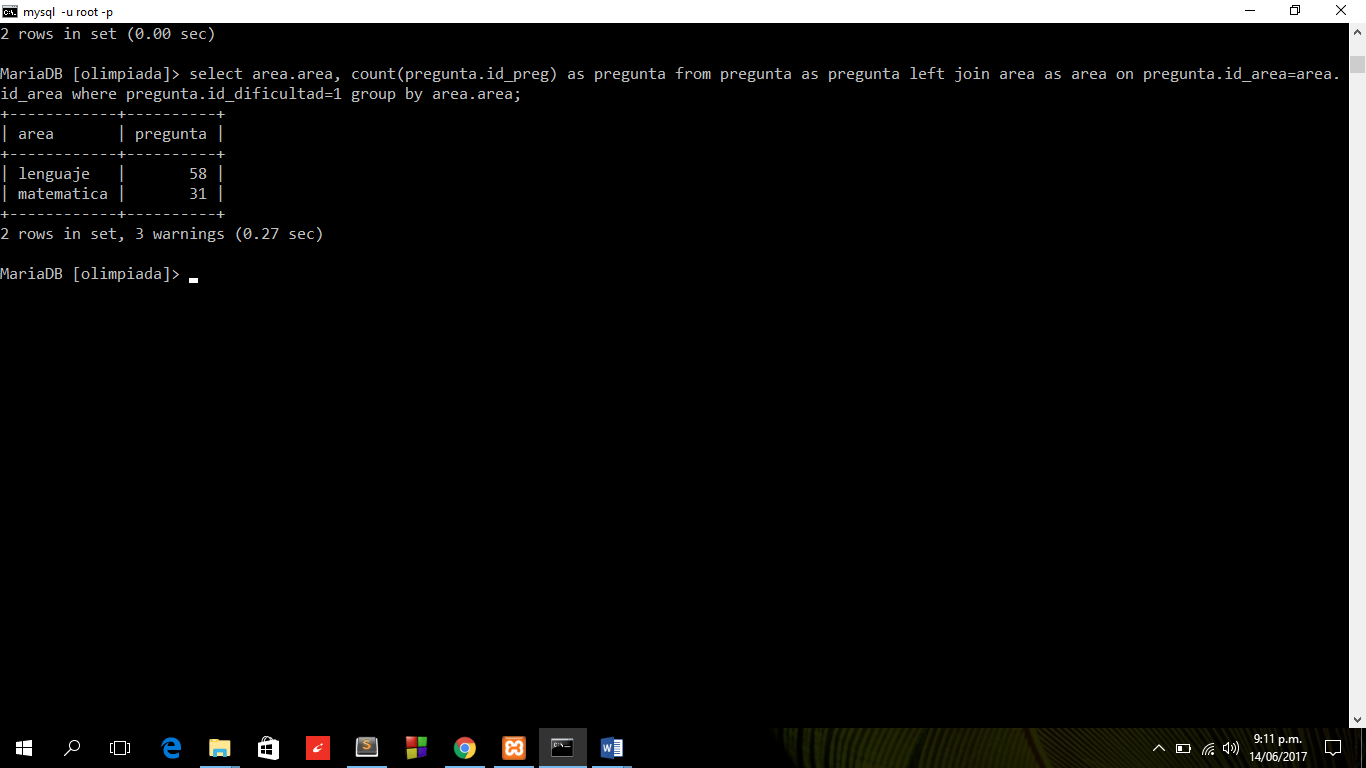 mysql -u root -p
2 rows in set (0.00 sec)
MariaDB [olimpiada]> select area.area, count(pregunta.id_preg) as pregunta from pregunta as pregunta left join area as area on pregunta.id_area=area.
id_area where pregunta.id_dificultad=1 group by area.area;
+------------+----------+
| area       | pregunta |
+------------+----------+
| lenguaje   |       58 |
| matematica |       31 |
+------------+----------+
2 rows in set, 3 warnings (0.27 sec)
MariaDB [olimpiada]>
9:11 p.m.
14/06/2017